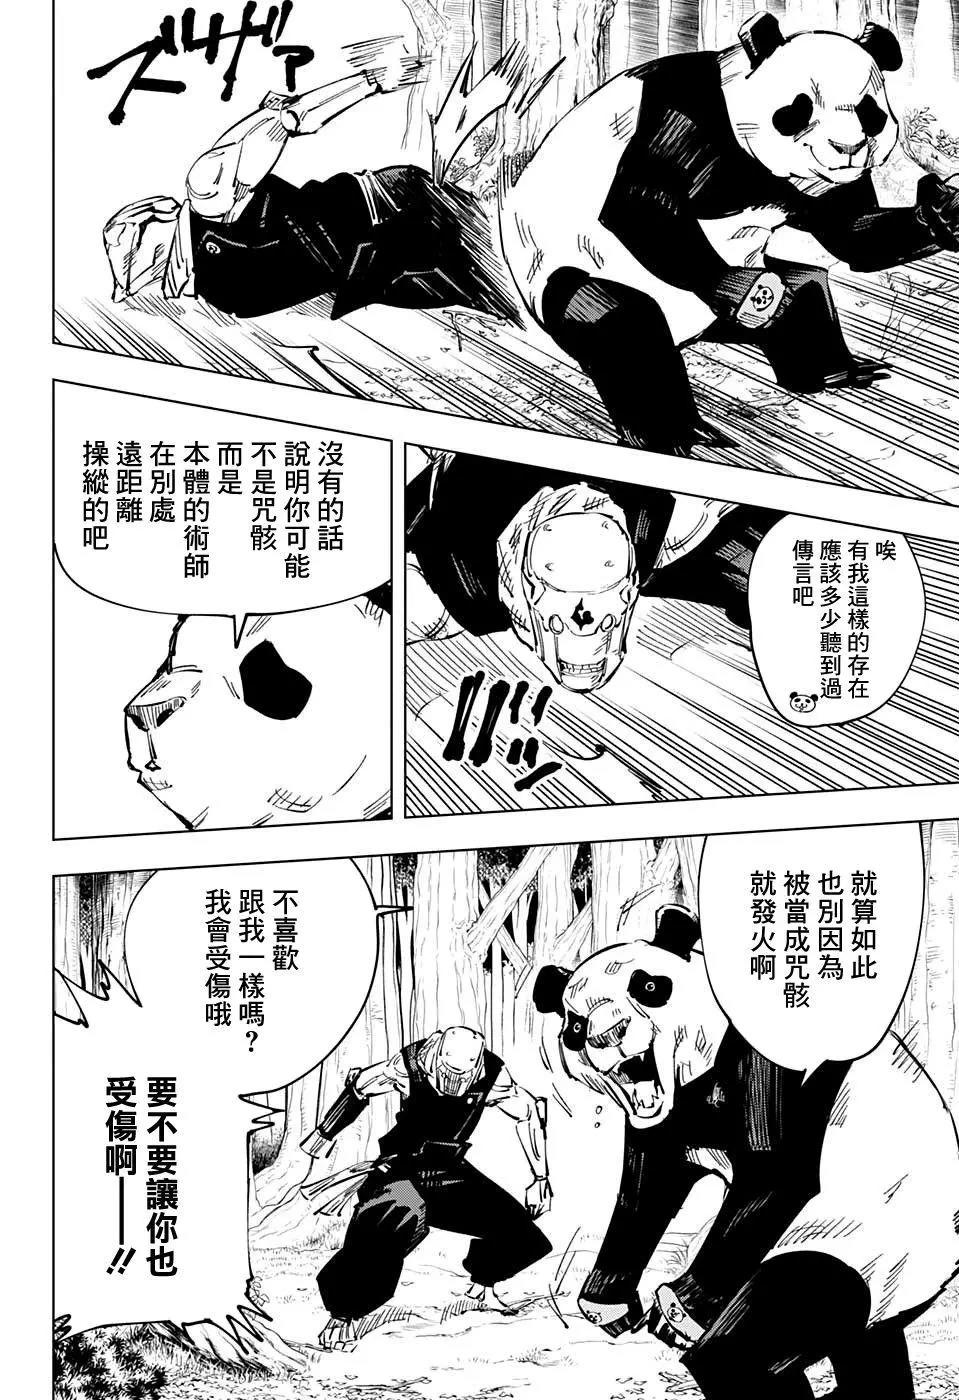 ズザァ
唉
有我這樣的存在
應該多少聽到過
傳言吧
沒有的話
說明你可能
不是咒骸
而是
本體的術師
在別處
遠距離
操縱的吧
就算如此
也別因為
被當成咒骸
就發火啊
不喜歡
跟我一樣嗎？
我會受傷哦
要不要讓你也
受傷啊——!!